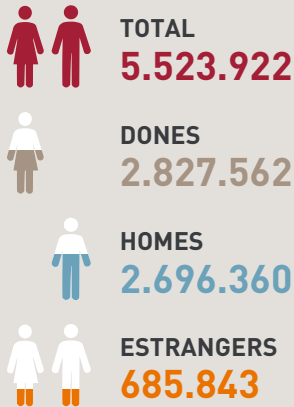 TOTAL
5.523.922
DONES
2.827.562
HOMES
2.696.360
ESTRANGERS
685.843